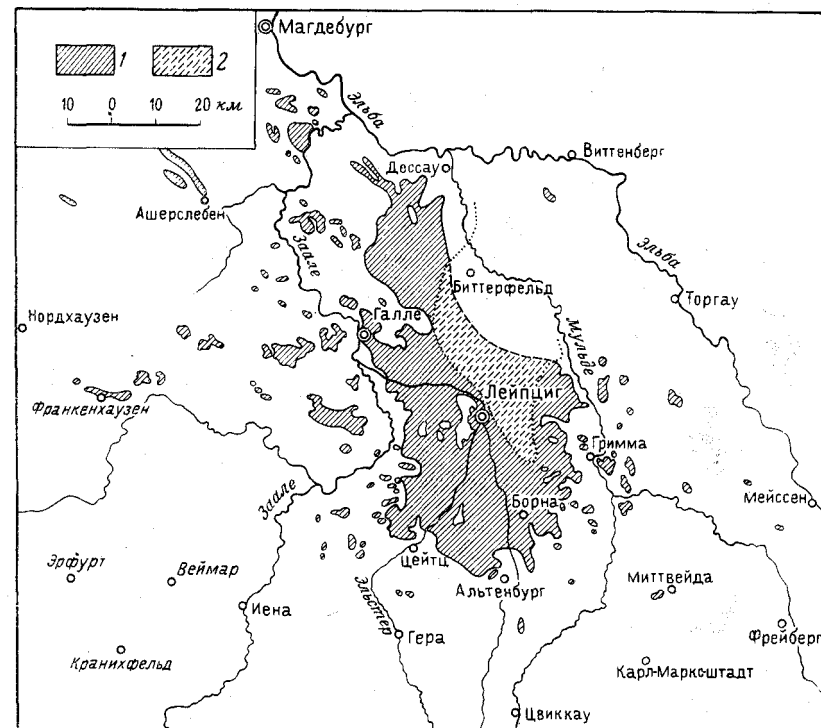 Магдебург
1 2
10 0 10 20 км
Эльба
Виттенберг
Дессау
Ашерслебен
Заале
Эльба
Биттерфельд
Торгау
Нордхаузен
Галле
Мульде
Лейпциг
Франкенхаузен
Гримма
Мейссен
Заале
Борна
Цейтц
Эрфурт
Веймар
Альтенбург
Миттвейда
Иена
Эльстер
Гера
Фрейберг
Кранихфельд
Карл-Маркс-штадт
Цвиккау